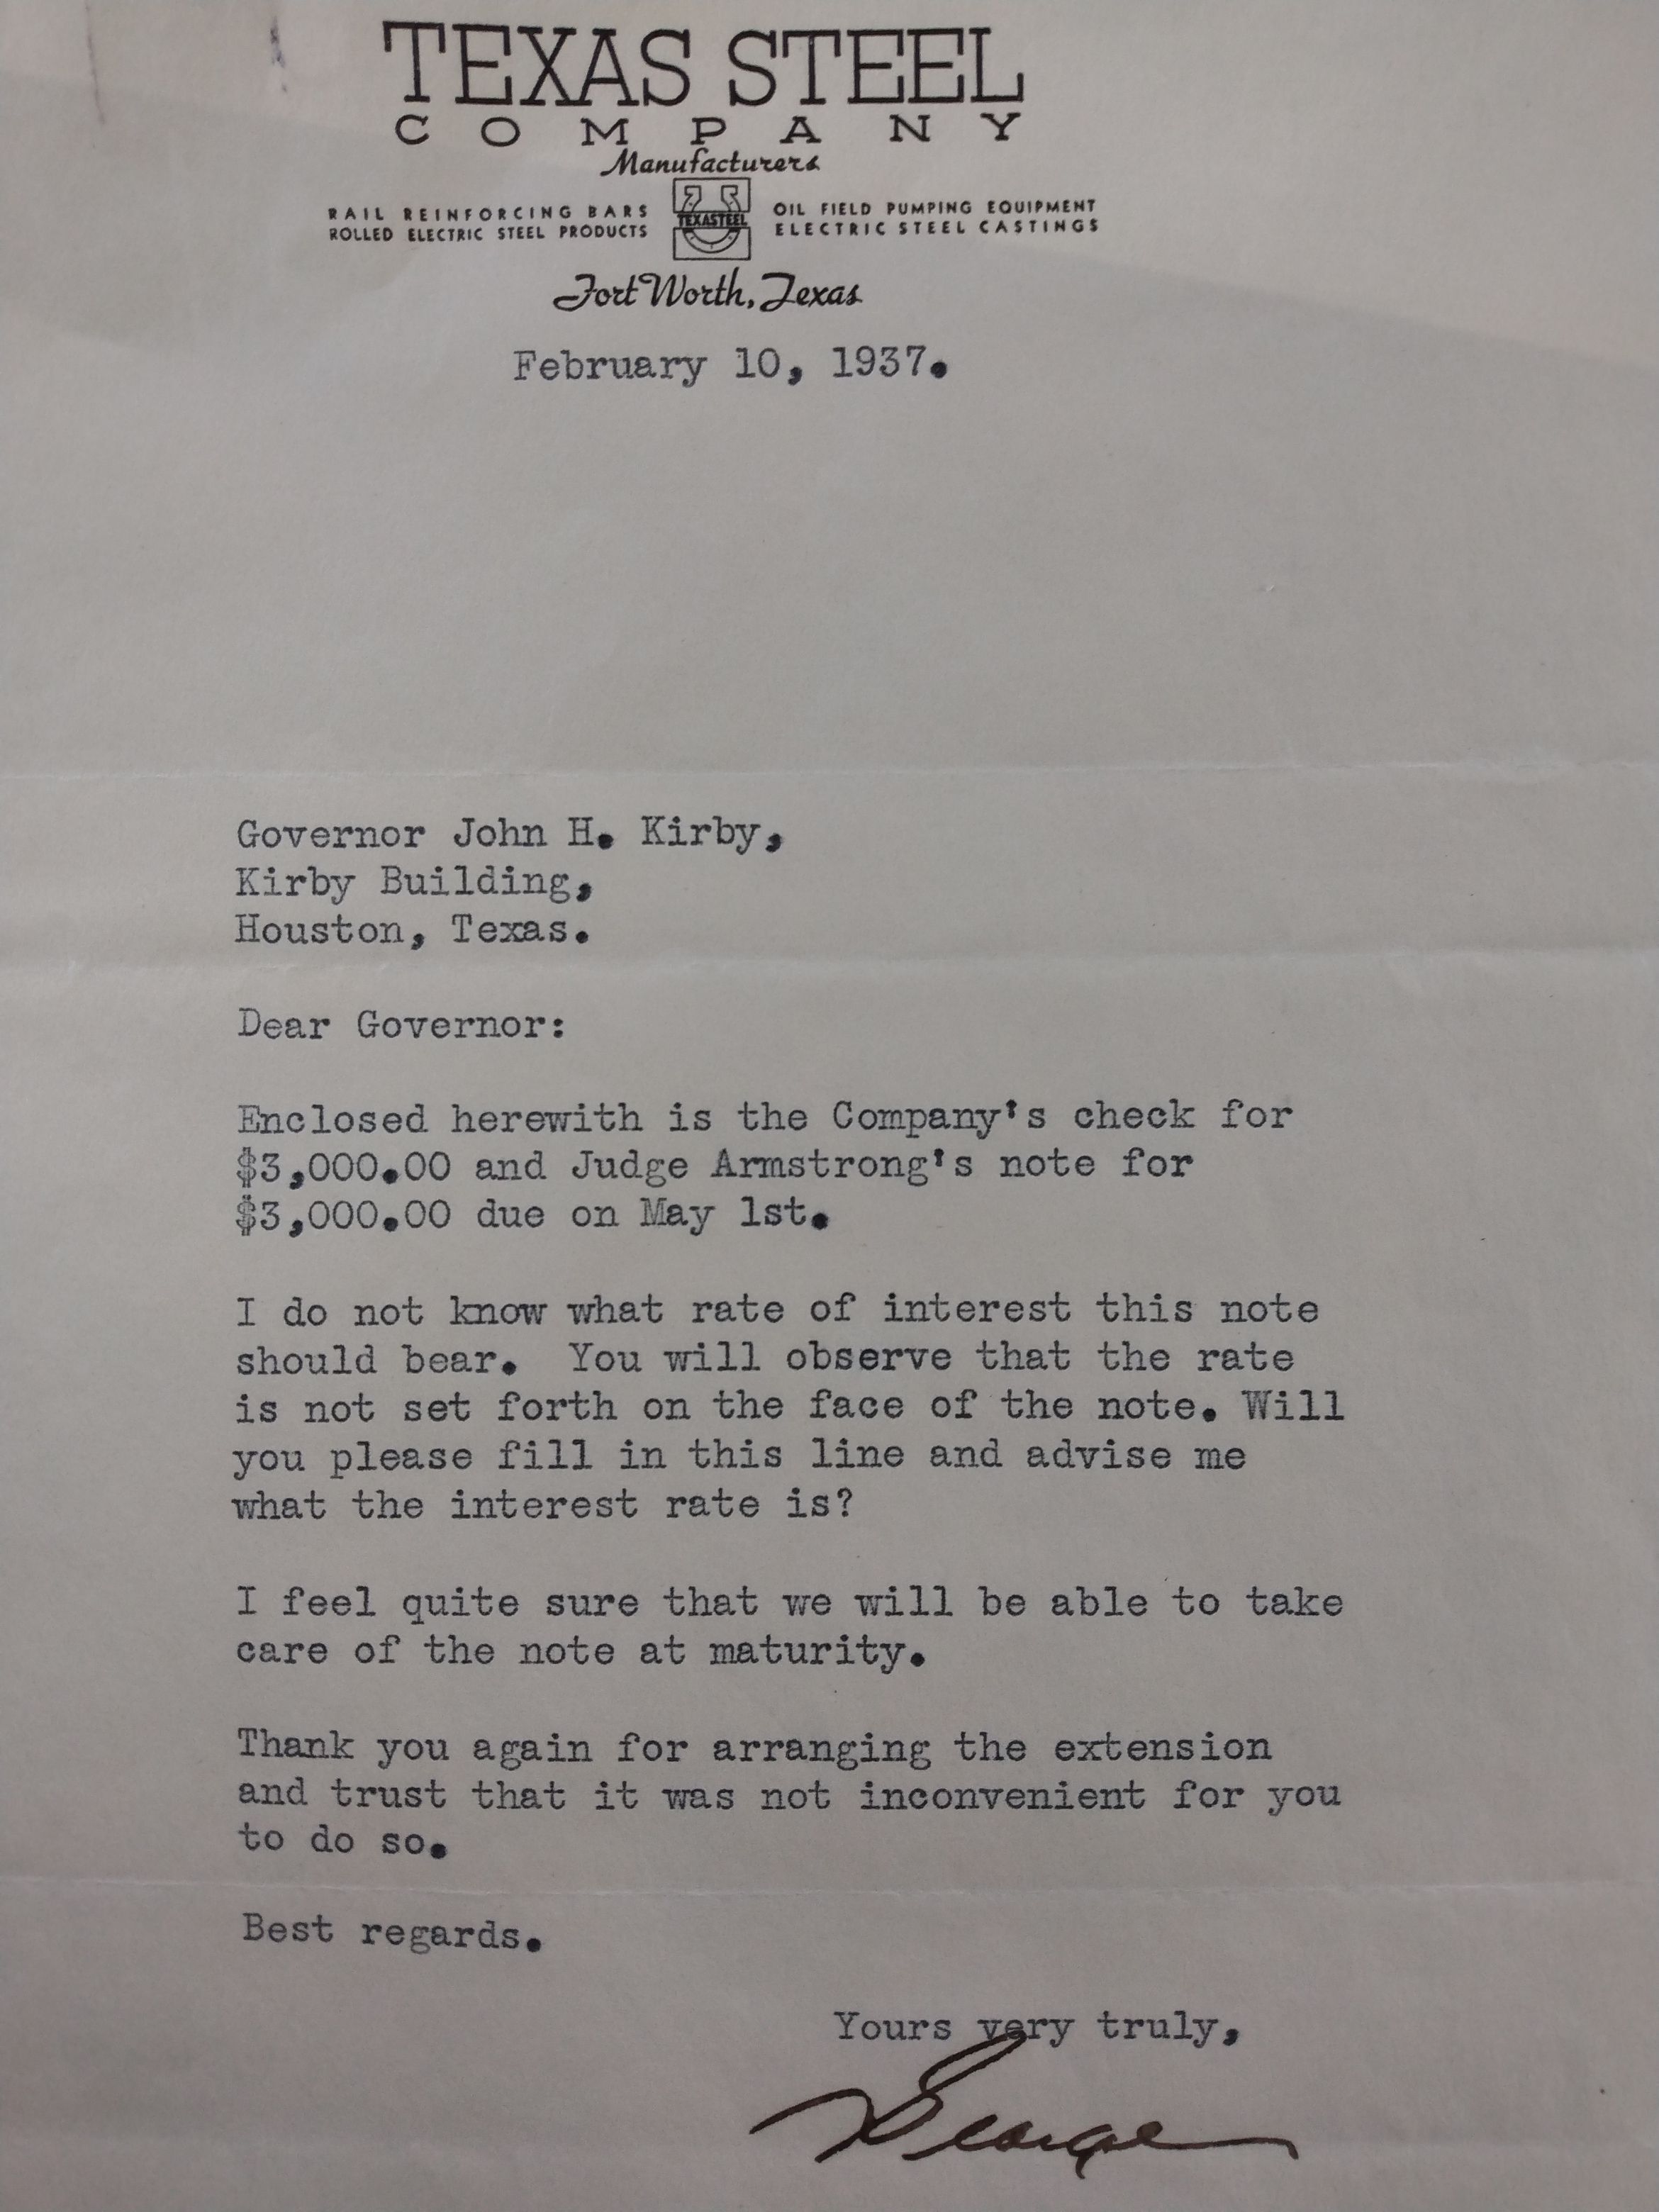 TEXAS STEEL
COMPANY
Manufacturers
RAIL REINFORCING BARS
ROLLED ELECTRIC STEEL PRODUCTS
TEXASTEEL
OIL FIELD PUMPING EQUIPMENT
ELECTRIC STEEL CASTINGS
Fort Worth, Texas
February 10, 1937.
Governor John H. Kirby,
Kirby Building,
Houston, Texas.
Dear Governor:
Enclosed herewith is the Company's check for
$3,000.00 and Judge Armstrong's note for
$3,000.00 due on May 1st.
I do not know what rate of interest this note
should bear.  You will observe that the rate
is not set forth on the face of the note. Will
you please fill in this line and advise me
what the interest rate is?
I feel quite sure that we will be able to take
care of the note at maturity.
Thank you again for arranging the extension
and trust that it was not inconvenient for you
to do so.
Best regards.
Yours very truly,
George